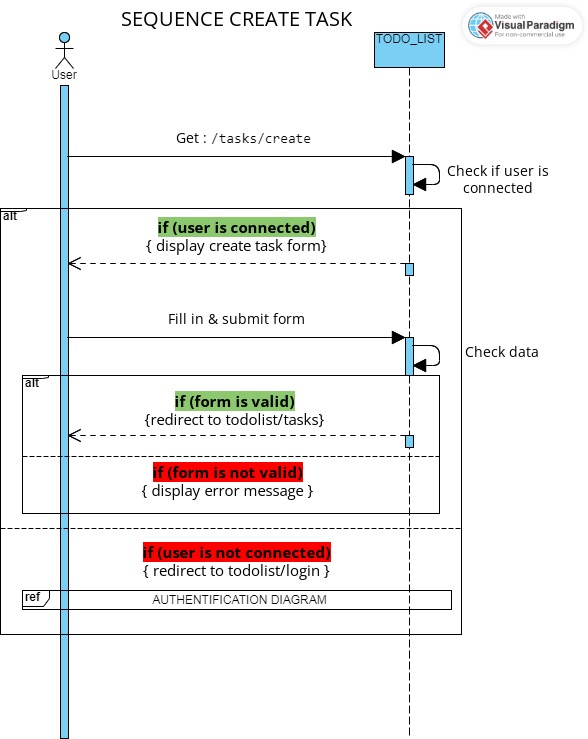 SEQUENCE CREATE TASK
Made with
Visual Paradigm
For non-commercial use
TODO_LIST
User
Get : /tasks/create
Check if user is
connected
alt
if (user is connected)
{ display create task form}
Fill in & submit form
Check data
alt
if (form is valid)
{redirect to todolist/tasks}
if (form is not valid)
{ display error message }
if (user is not connected)
{ redirect to todolist/login }
ref
AUTHENTIFICATION DIAGRAM